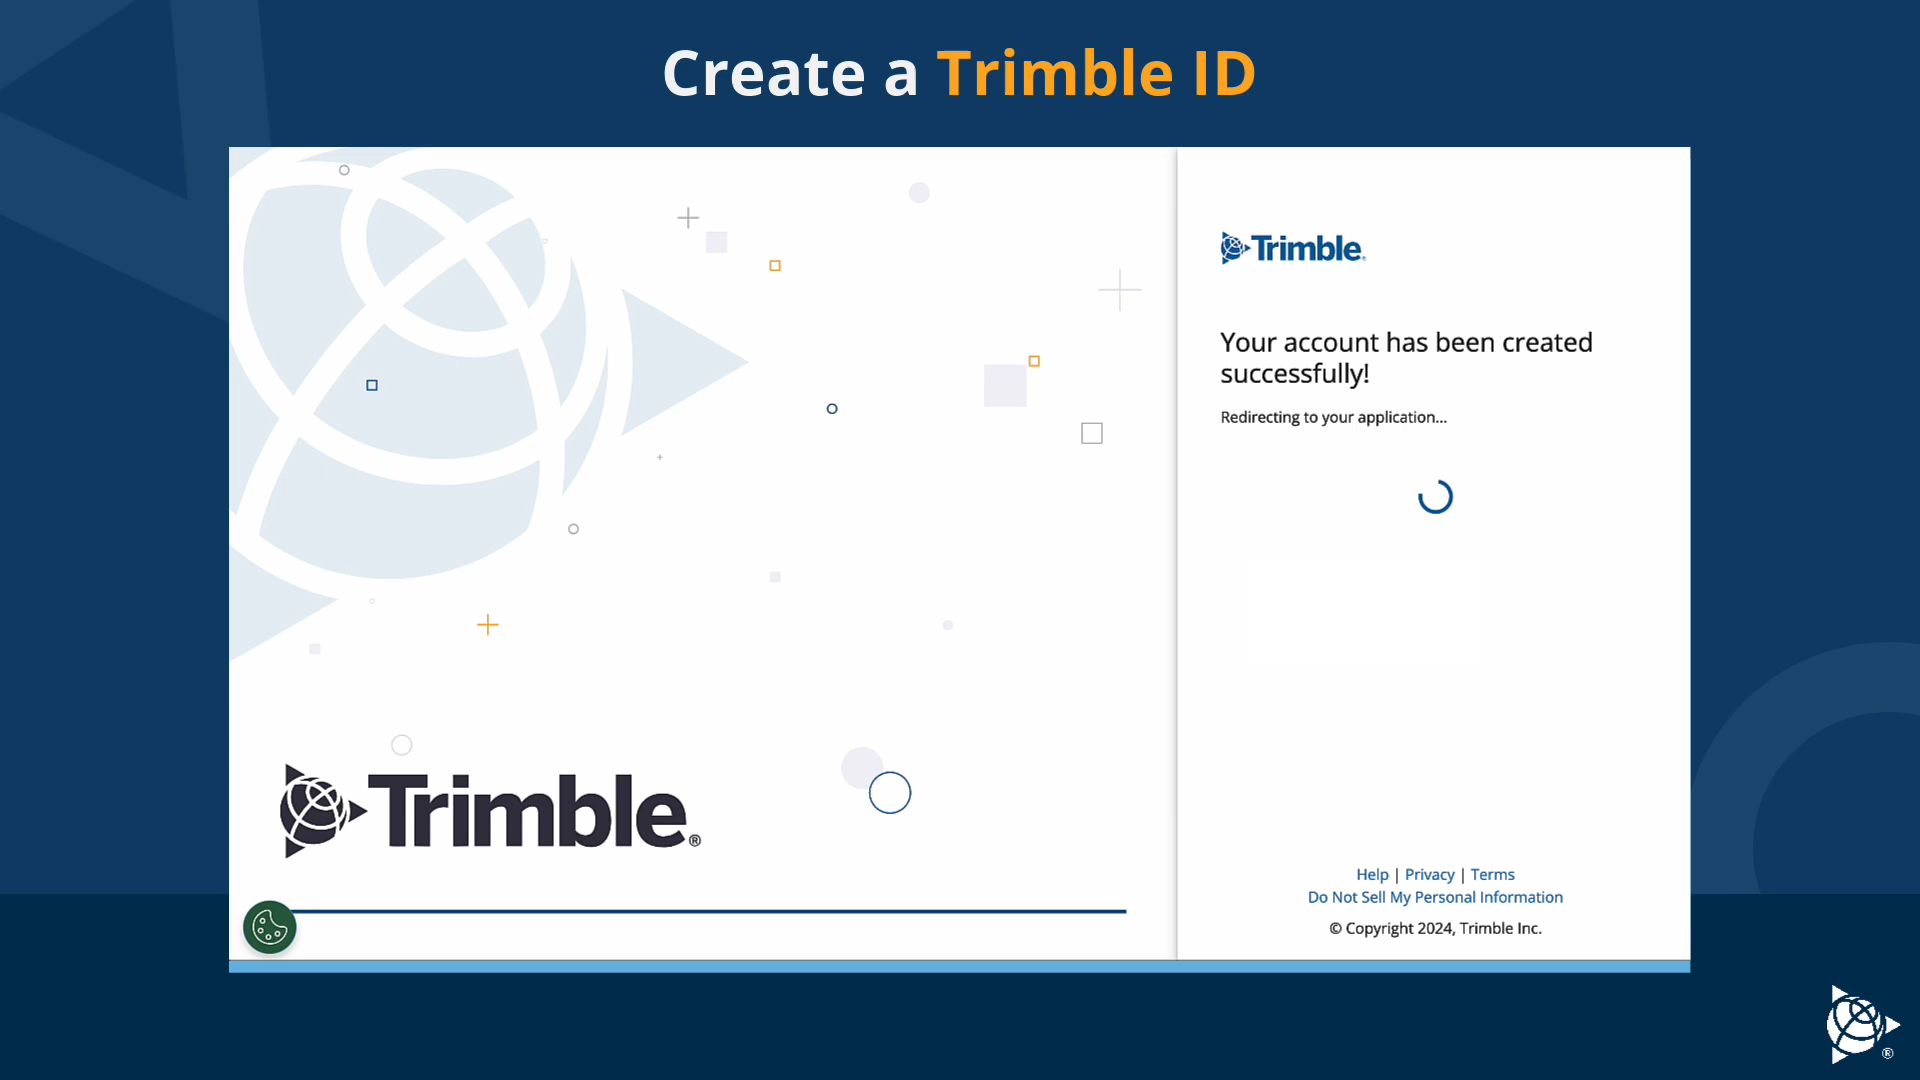 Create a Trimble ID
Trimble®
Your account has been created
successfully!
Redirecting to your application...
Trimble®
Help | Privacy | Terms
Do Not Sell My Personal Information
© Copyright 2024, Trimble Inc.
®